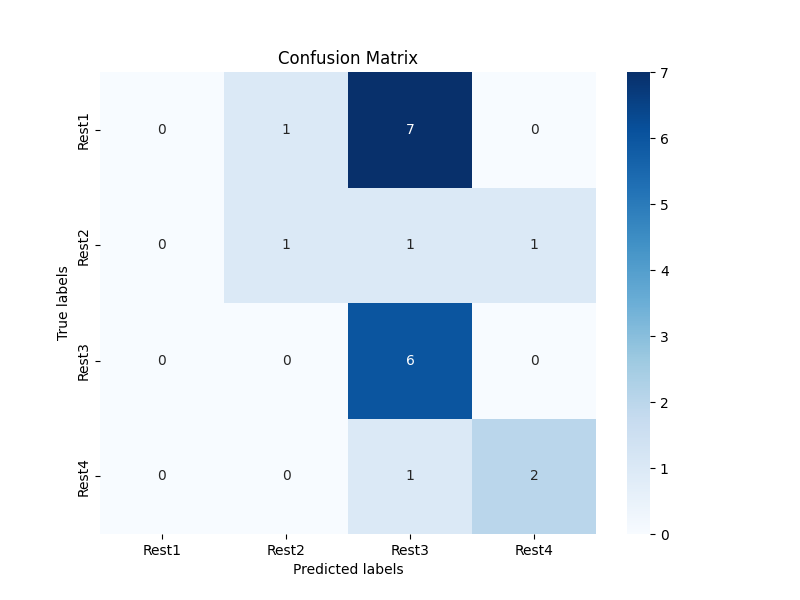 Confusion Matrix
True labels
Rest1 0 1 7 0
Rest2 0 1 1 1
Rest3 0 0 6 0
Rest4 0 0 1 2
Rest1 Rest2 Rest3 Rest4
Predicted labels
7
6
5
4
3
2
1
0